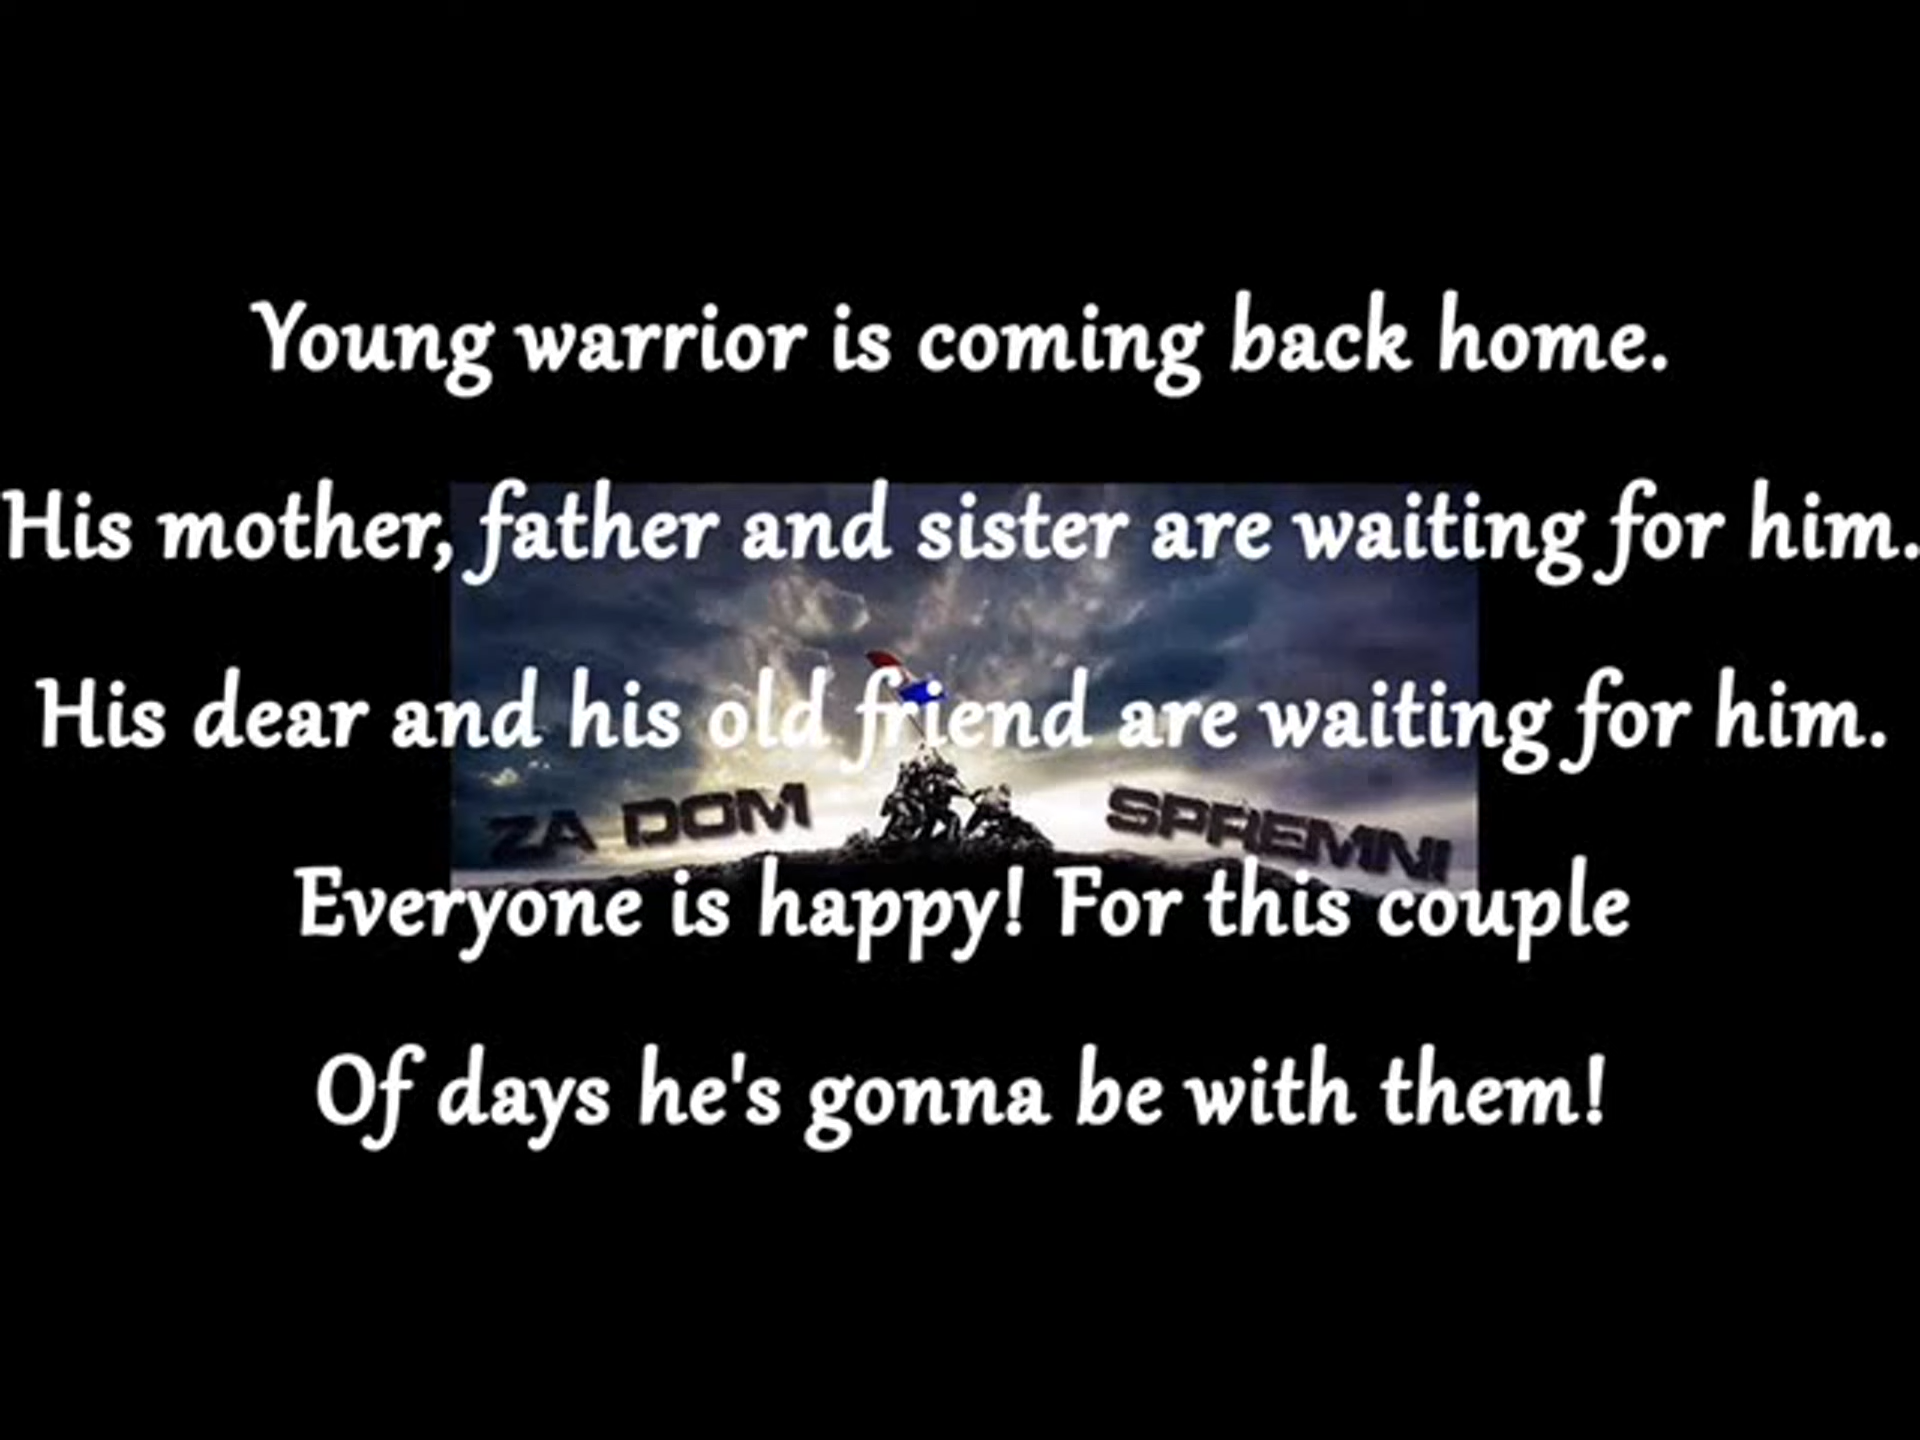 Young warrior is coming back home.
His mother, father and sister are waiting for him.
His dear and his old friend are waiting for him.
ZA DOM SPREMNI
Everyone is happy! For this couple
Of days he's gonna be with them!